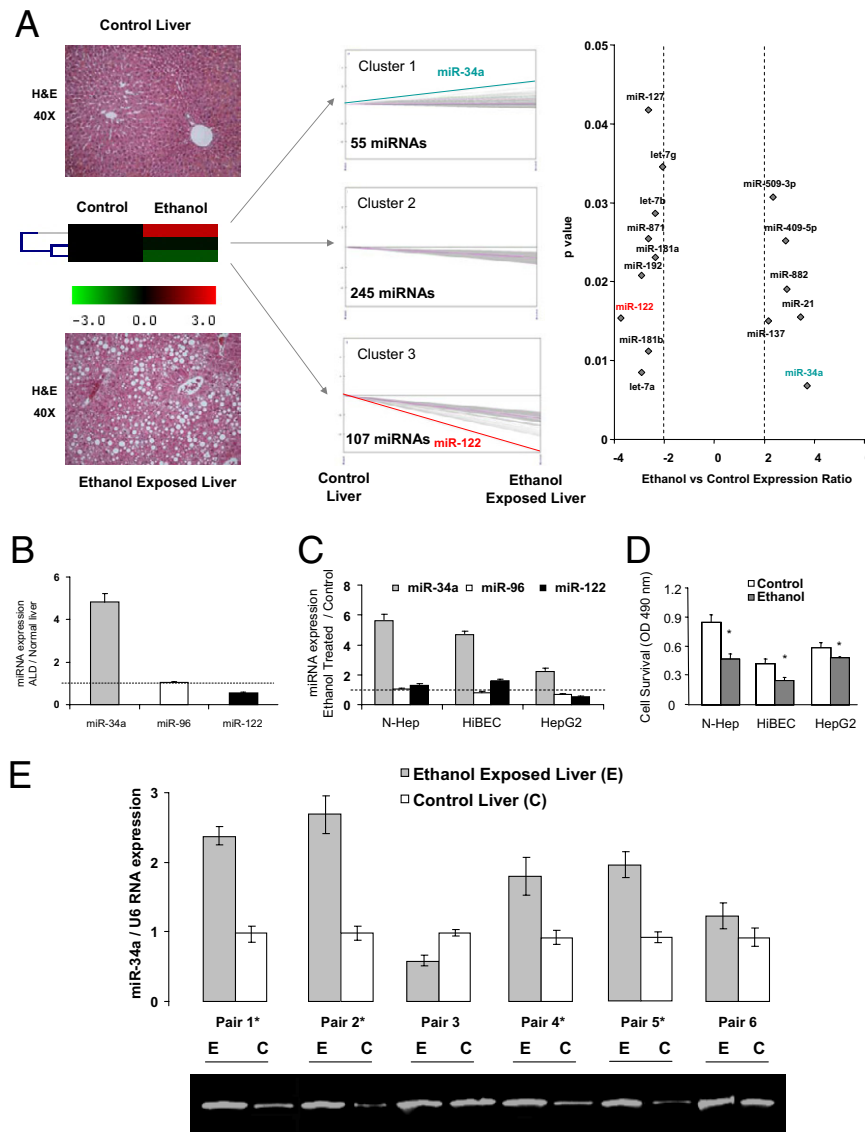 A
Control Liver
H&E
40X
Control Ethanol
-3.0 0.0 3.0
H&E
40X
Ethanol Exposed Liver
Cluster 1
miR-34a
55 miRNAs
Cluster 2
245 miRNAs
Cluster 3
107 miRNAs
miR-122
Control
Liver
Ethanol
Exposed Liver
p value
0.05
0.04
0.03
0.02
0.01
0
miR-127
let-7g
let-7b
miR-871
miR-181a
miR-192
miR-122
miR-181b
let-7a
miR-509-3p
miR-409-5p
miR-882
miR-21
miR-137
miR-34a
-4 -2 0 2 4 6
Ethanol vs Control Expression Ratio
B
miRNA expression
ALD / Normal liver
6
4
2
0
miR-34a miR-96 miR-122
C
miRNA expression
Ethanol Treated / Control
8
6
4
2
0
miR-34a miR-96 miR-122
N-Hep HiBEC HepG2
D
Cell Survival (OD 490 nm)
1.2
0.9
0.6
0.3
0
Control
Ethanol
* * *
N-Hep HiBEC HepG2
E
Ethanol Exposed Liver (E)
Control Liver (C)
miR-34a / U6 RNA expression
3
2
1
0
Pair 1* Pair 2* Pair 3 Pair 4* Pair 5* Pair 6
E C E C E C E C E C E C